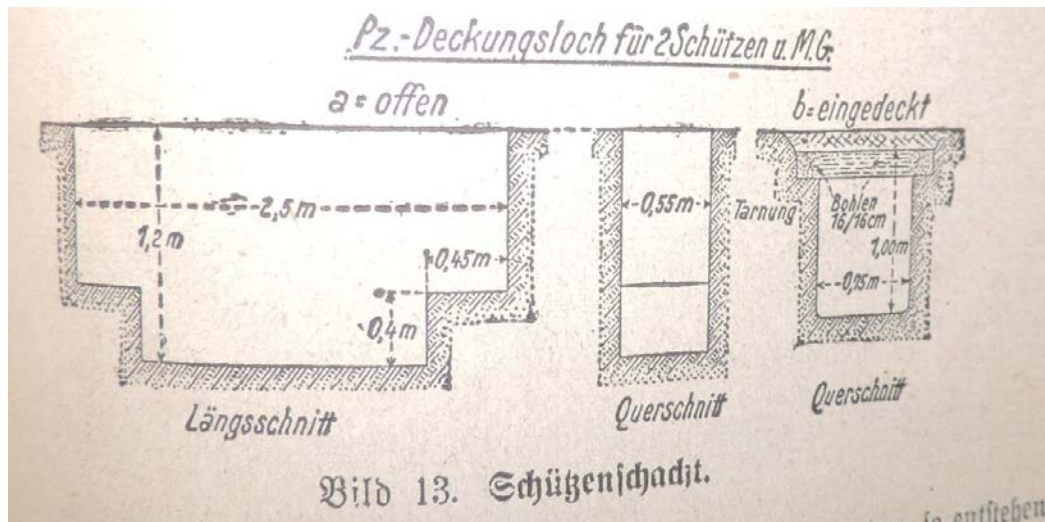 Pz.-Deckungsloch für 2 Schützen u. M.G.
a = offen
b = eingedeckt
2,5 m
1,2 m
0,45 m
0,4 m
Längsschnitt
0,55 m
Querschnitt
Tarnung
Bohlen
16/16 cm
1,00 m
0,95 m
Querschnitt
Bild 13. Schützenschacht.
entstehen